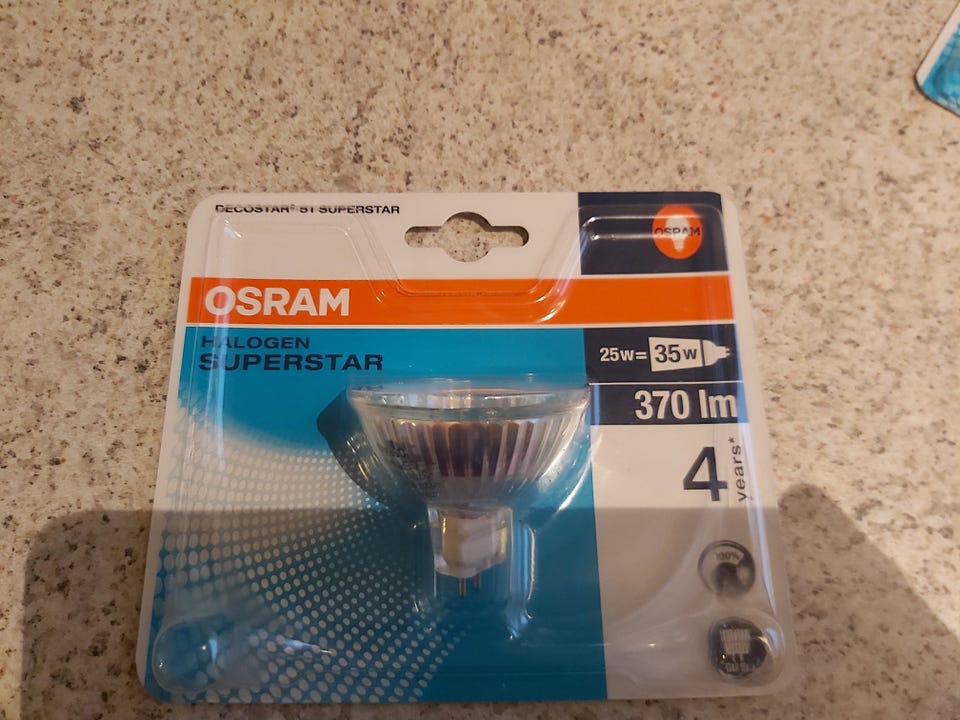 DECOSTAR® 51 SUPERSTAR
OSRAM
OSRAM
HALOGEN
SUPERSTAR
25W= 35W
370 lm
4 years*
100%